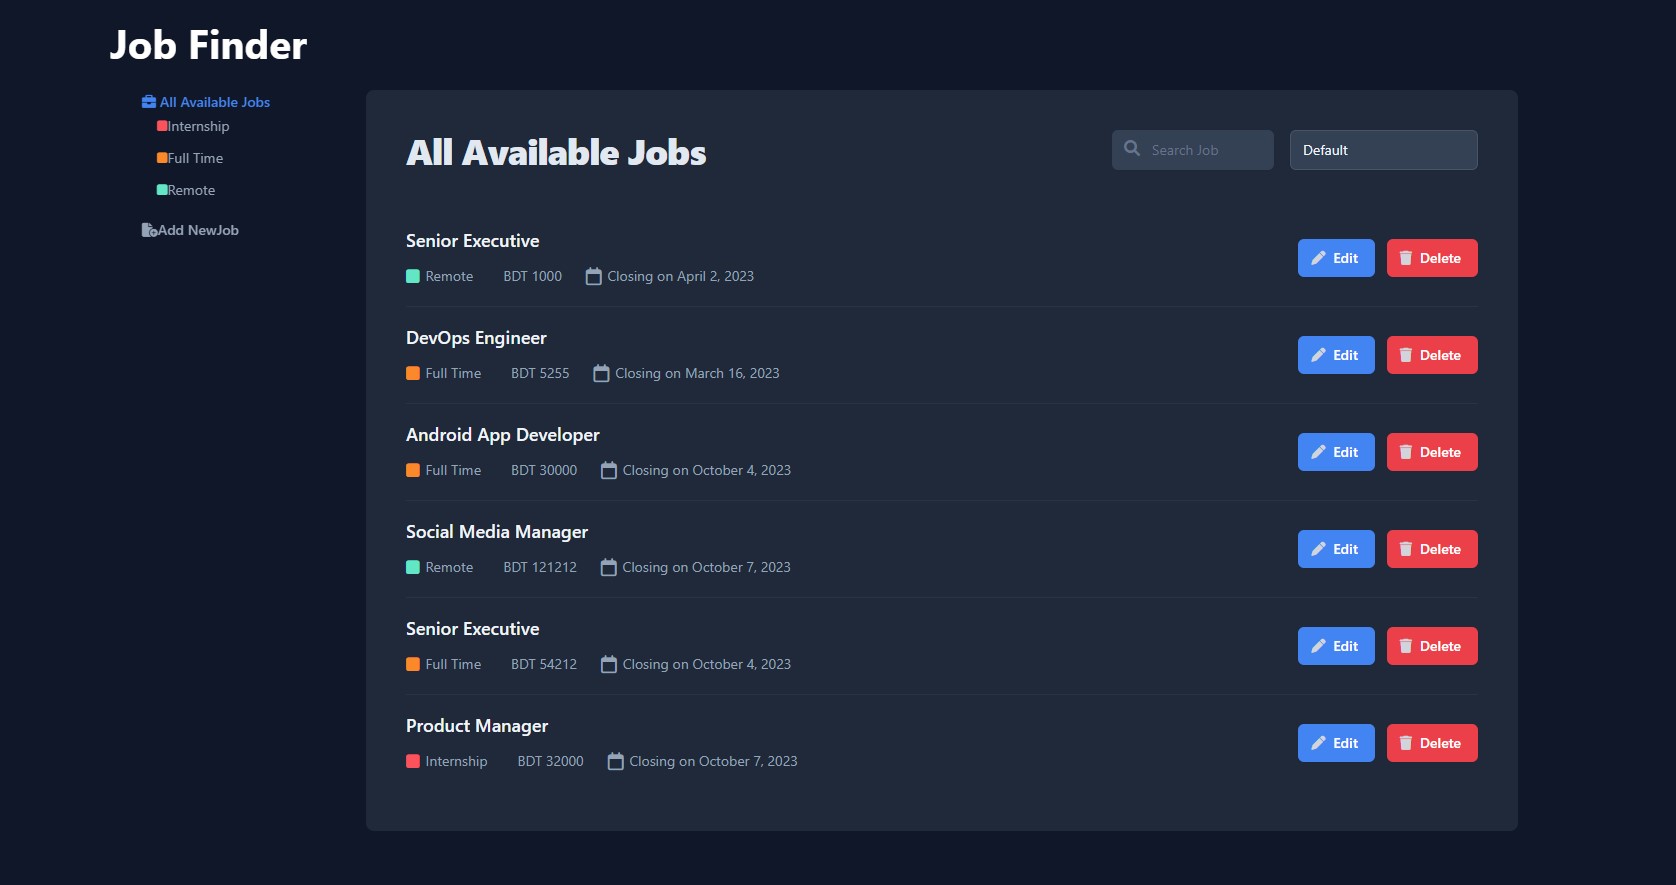 Job Finder
All Available Jobs
Internship
Full Time
Remote
Add NewJob
All Available Jobs
Search Job
Default
Senior Executive
Remote BDT 1000 Closing on April 2, 2023
Edit Delete
DevOps Engineer
Full Time BDT 5255 Closing on March 16, 2023
Edit Delete
Android App Developer
Full Time BDT 30000 Closing on October 4, 2023
Edit Delete
Social Media Manager
Remote BDT 121212 Closing on October 7, 2023
Edit Delete
Senior Executive
Full Time BDT 54212 Closing on October 4, 2023
Edit Delete
Product Manager
Internship BDT 32000 Closing on October 7, 2023
Edit Delete